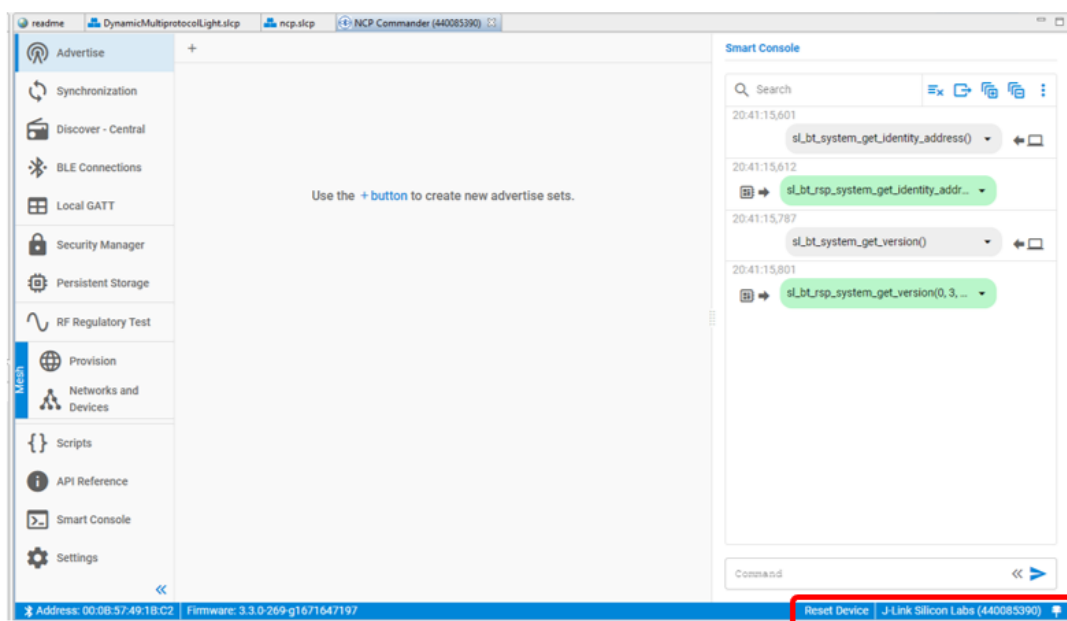 readme
DynamicMultiprotocolLight.slcp
ncp.slcp
NCP Commander (440085390)
Advertise
Synchronization
Discover - Central
BLE Connections
Local GATT
Security Manager
Persistent Storage
RF Regulatory Test
Mesh
Provision
Networks and
Devices
Scripts
API Reference
Smart Console
Settings
Use the + button to create new advertise sets.
Smart Console
Search
20:41:15,601
sl_bt_system_get_identity_address()
20:41:15,612
sl_bt_rsp_system_get_identity_addr...
20:41:15,787
sl_bt_system_get_version()
20:41:15,801
sl_bt_rsp_system_get_version(0, 3, ...
Command
Address: 00:0B:57:49:1B:C2
Firmware: 3.3.0-269-g1671647197
Reset Device
J-Link Silicon Labs (440085390)